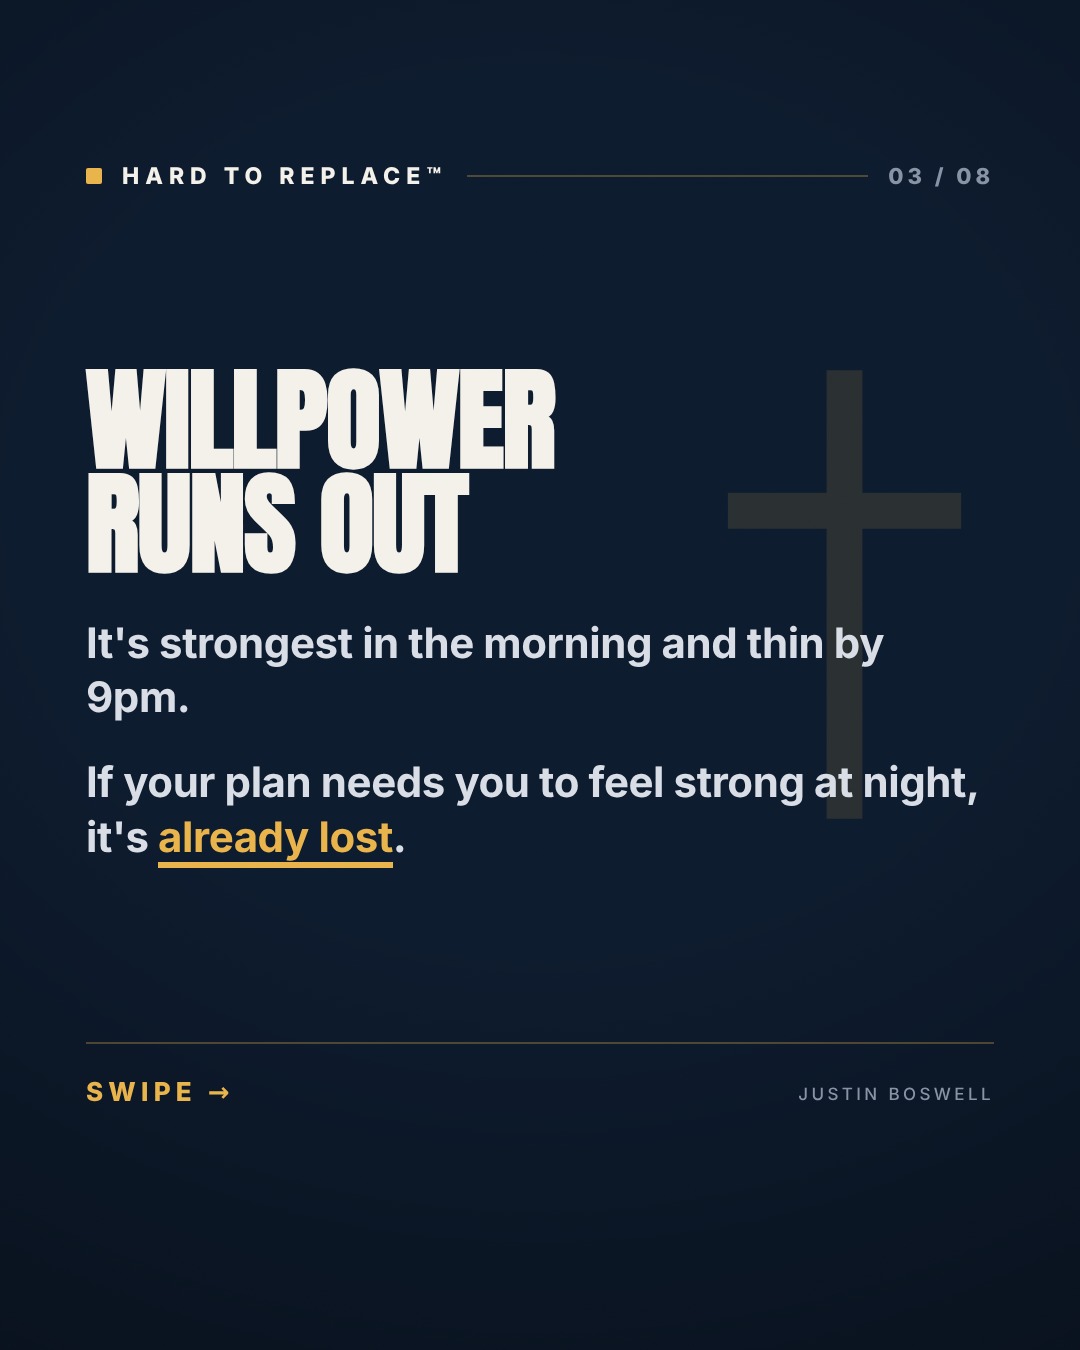 HARD TO REPLACE™
03 / 08
WILLPOWER
RUNS OUT
It's strongest in the morning and thin by
9pm.
If your plan needs you to feel strong at night,
it's already lost.
SWIPE →
JUSTIN BOSWELL